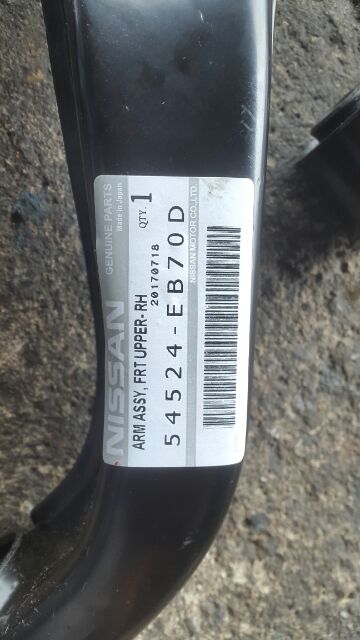 NISSAN GENUINE PARTS
Made in Japan
ARM ASSY, FRT UPPER-RH QTY. 1
20170718
54524-EB70D
NISSAN MOTOR CO.,LTD.